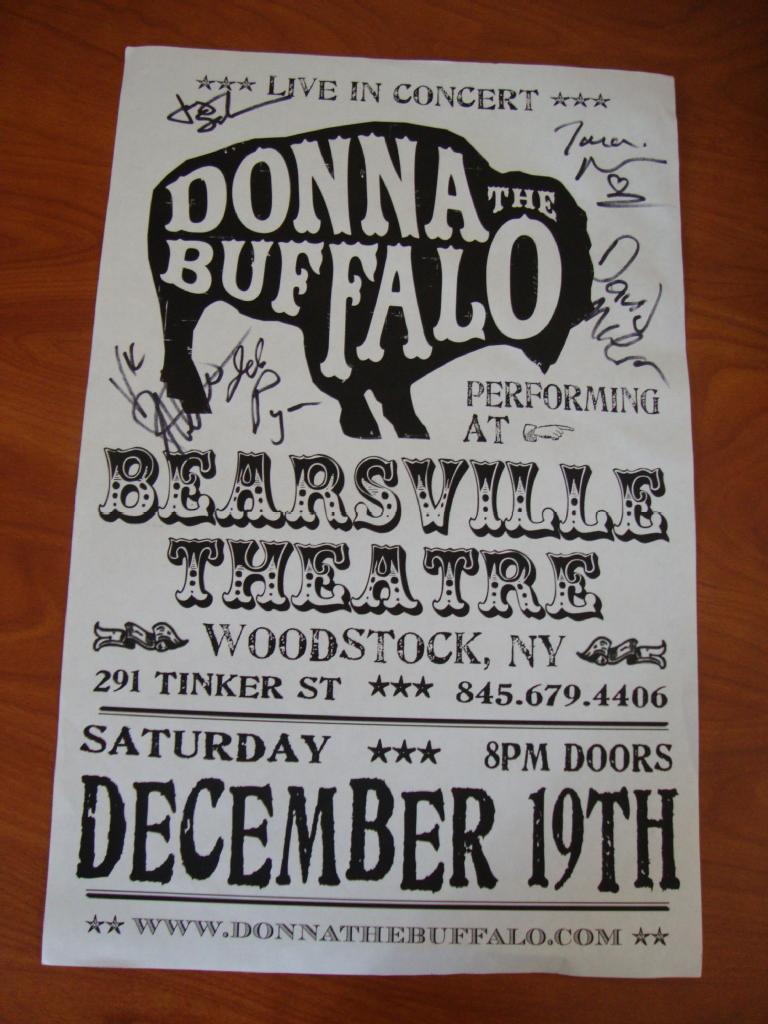 ★★★ LIVE IN CONCERT ★★★
DONNA THE
BUFFALO
PERFORMING
AT
BEARSVILLE
THEATRE
WOODSTOCK, NY
291 TINKER ST ★★★ 845.679.4406
SATURDAY ★★★ 8PM DOORS
DECEMBER 19TH
★★ WWW.DONNATHEBUFFALO.COM ★★